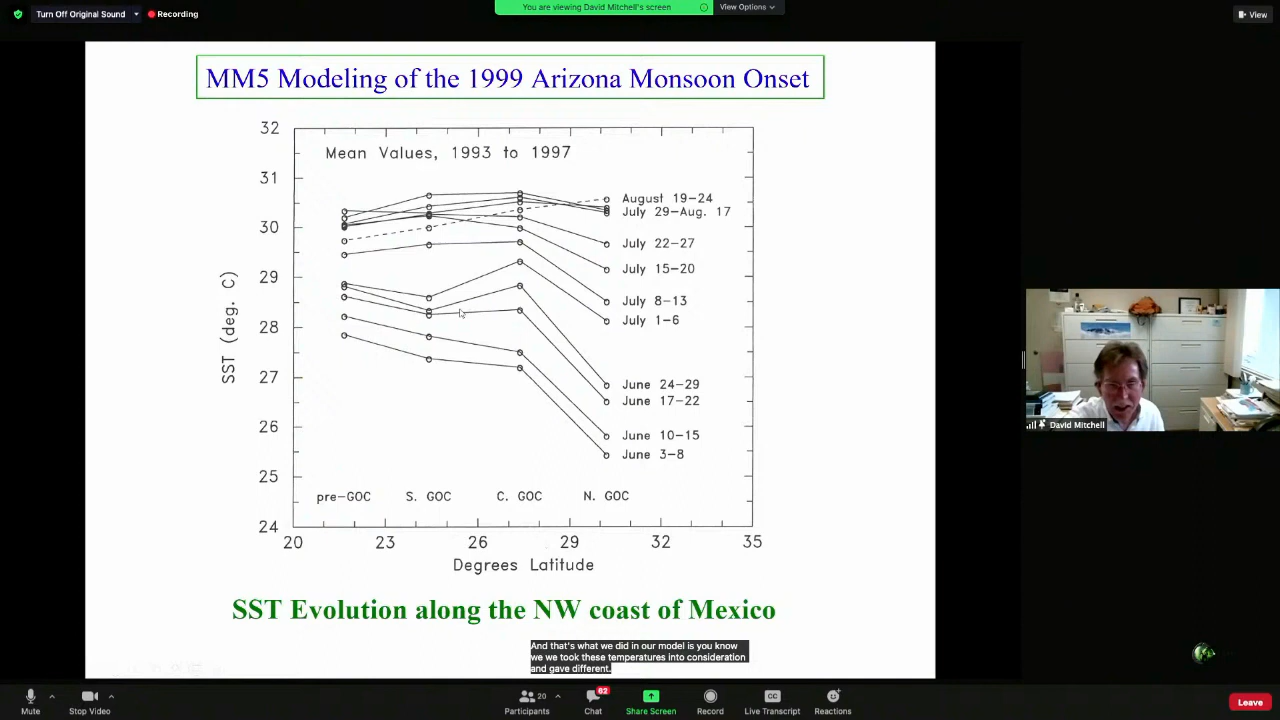 You are viewing David Mitchell's screen
View Options
Turn Off Original Sound
Recording
View
MM5 Modeling of the 1999 Arizona Monsoon Onset
Mean Values, 1993 to 1997
32
31
30
29
28
27
26
25
24
SST (deg. C)
August 19-24
July 29-Aug. 17
July 22-27
July 15-20
July 8-13
July 1-6
June 24-29
June 17-22
June 10-15
June 3-8
pre-GOC S. GOC C. GOC N. GOC
20 23 26 29 32 35
Degrees Latitude
SST Evolution along the NW coast of Mexico
David Mitchell
And that's what we did in our model is you know
we we took these temperatures into consideration
and gave different.
Mute
Stop Video
20
Participants
62
Chat
Share Screen
Record
CC
Live Transcript
Reactions
Leave